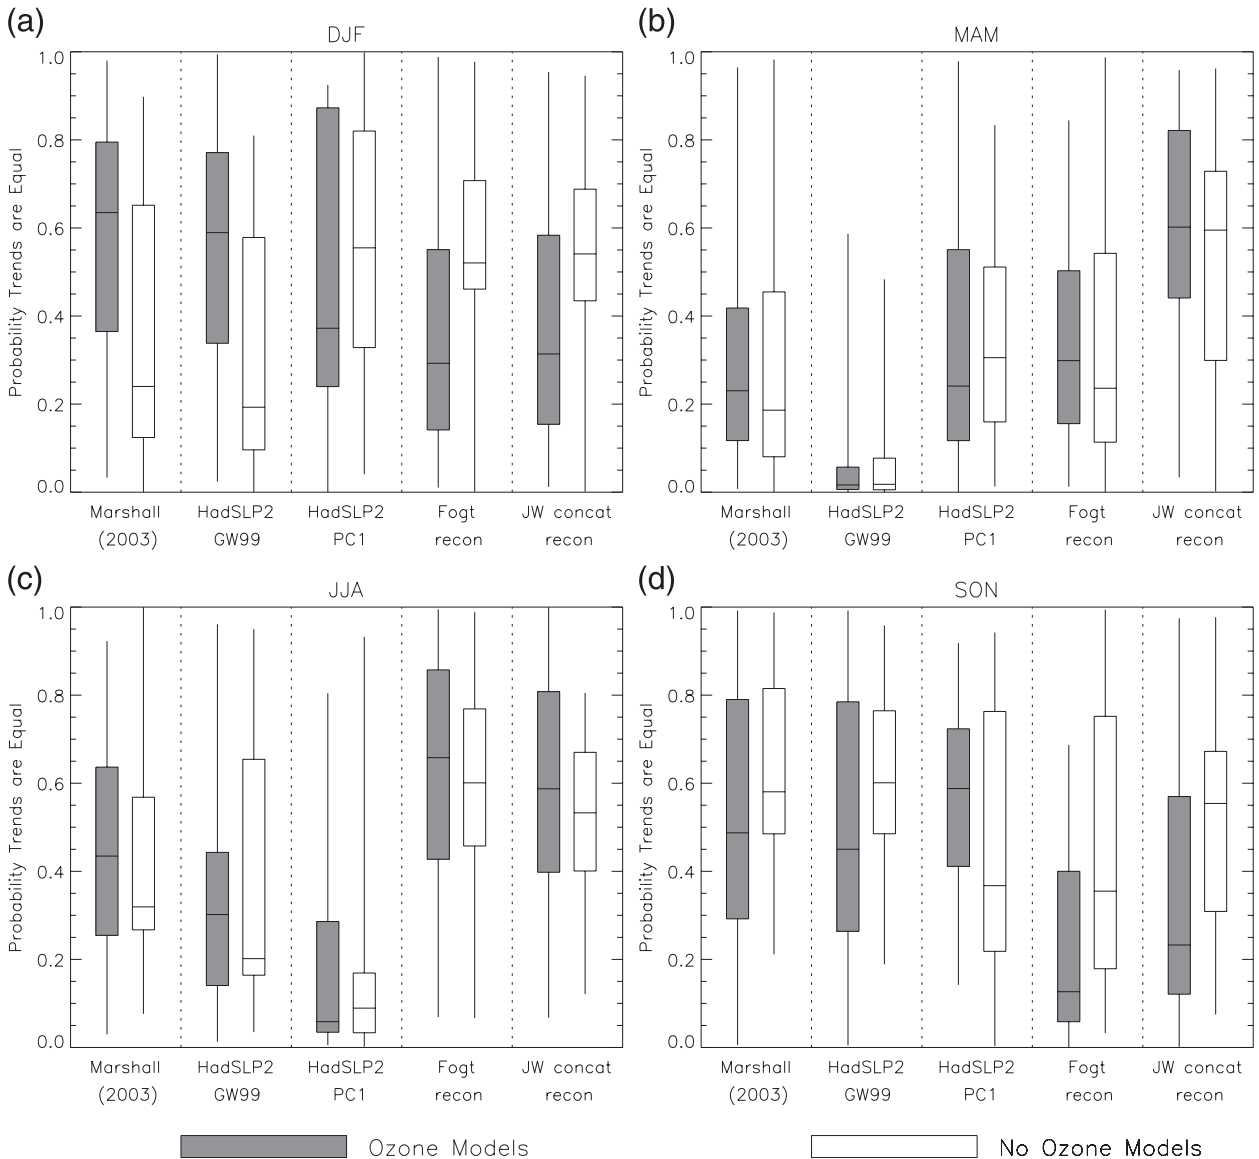 (a)
DJF
Probability Trends are Equal
1.0
0.8
0.6
0.4
0.2
0.0
Marshall HadSLP2 HadSLP2 Fogt JW concat
(2003) GW99 PC1 recon recon
(b)
MAM
Probability Trends are Equal
1.0
0.8
0.6
0.4
0.2
0.0
Marshall HadSLP2 HadSLP2 Fogt JW concat
(2003) GW99 PC1 recon recon
(c)
JJA
Probability Trends are Equal
1.0
0.8
0.6
0.4
0.2
0.0
Marshall HadSLP2 HadSLP2 Fogt JW concat
(2003) GW99 PC1 recon recon
(d)
SON
Probability Trends are Equal
1.0
0.8
0.6
0.4
0.2
0.0
Marshall HadSLP2 HadSLP2 Fogt JW concat
(2003) GW99 PC1 recon recon
Ozone Models
No Ozone Models